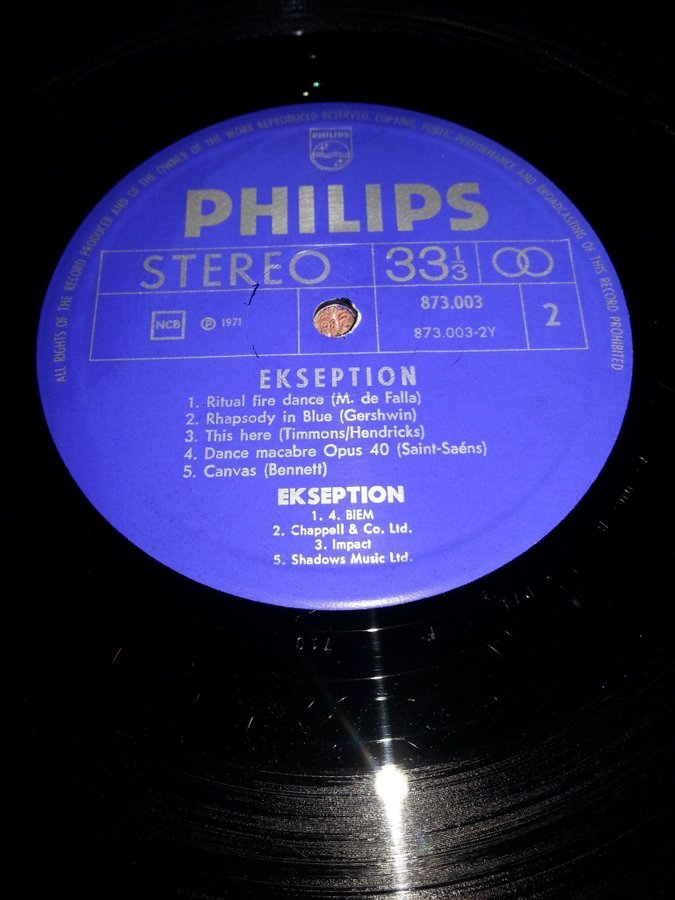 ALL RIGHTS OF THE RECORD PRODUCER AND OF THE OWNER OF THE WORK REPRODUCED RESERVED, COPYING, PUBLIC PERFORMANCE AND BROADCASTING OF THIS RECORD PROHIBITED
PHILIPS
PHILIPS
STEREO 33 1/3
NCB ℗ 1971 873.003 2
873.003-2Y
EKSEPTION
1. Ritual fire dance (M. de Falla)
2. Rhapsody in Blue (Gershwin)
3. This here (Timmons/Hendricks)
4. Dance macabre Opus 40 (Saint-Saéns)
5. Canvas (Bennett)
EKSEPTION
1. 4. BIEM
2. Chappell & Co. Ltd.
3. Impact
5. Shadows Music Ltd.